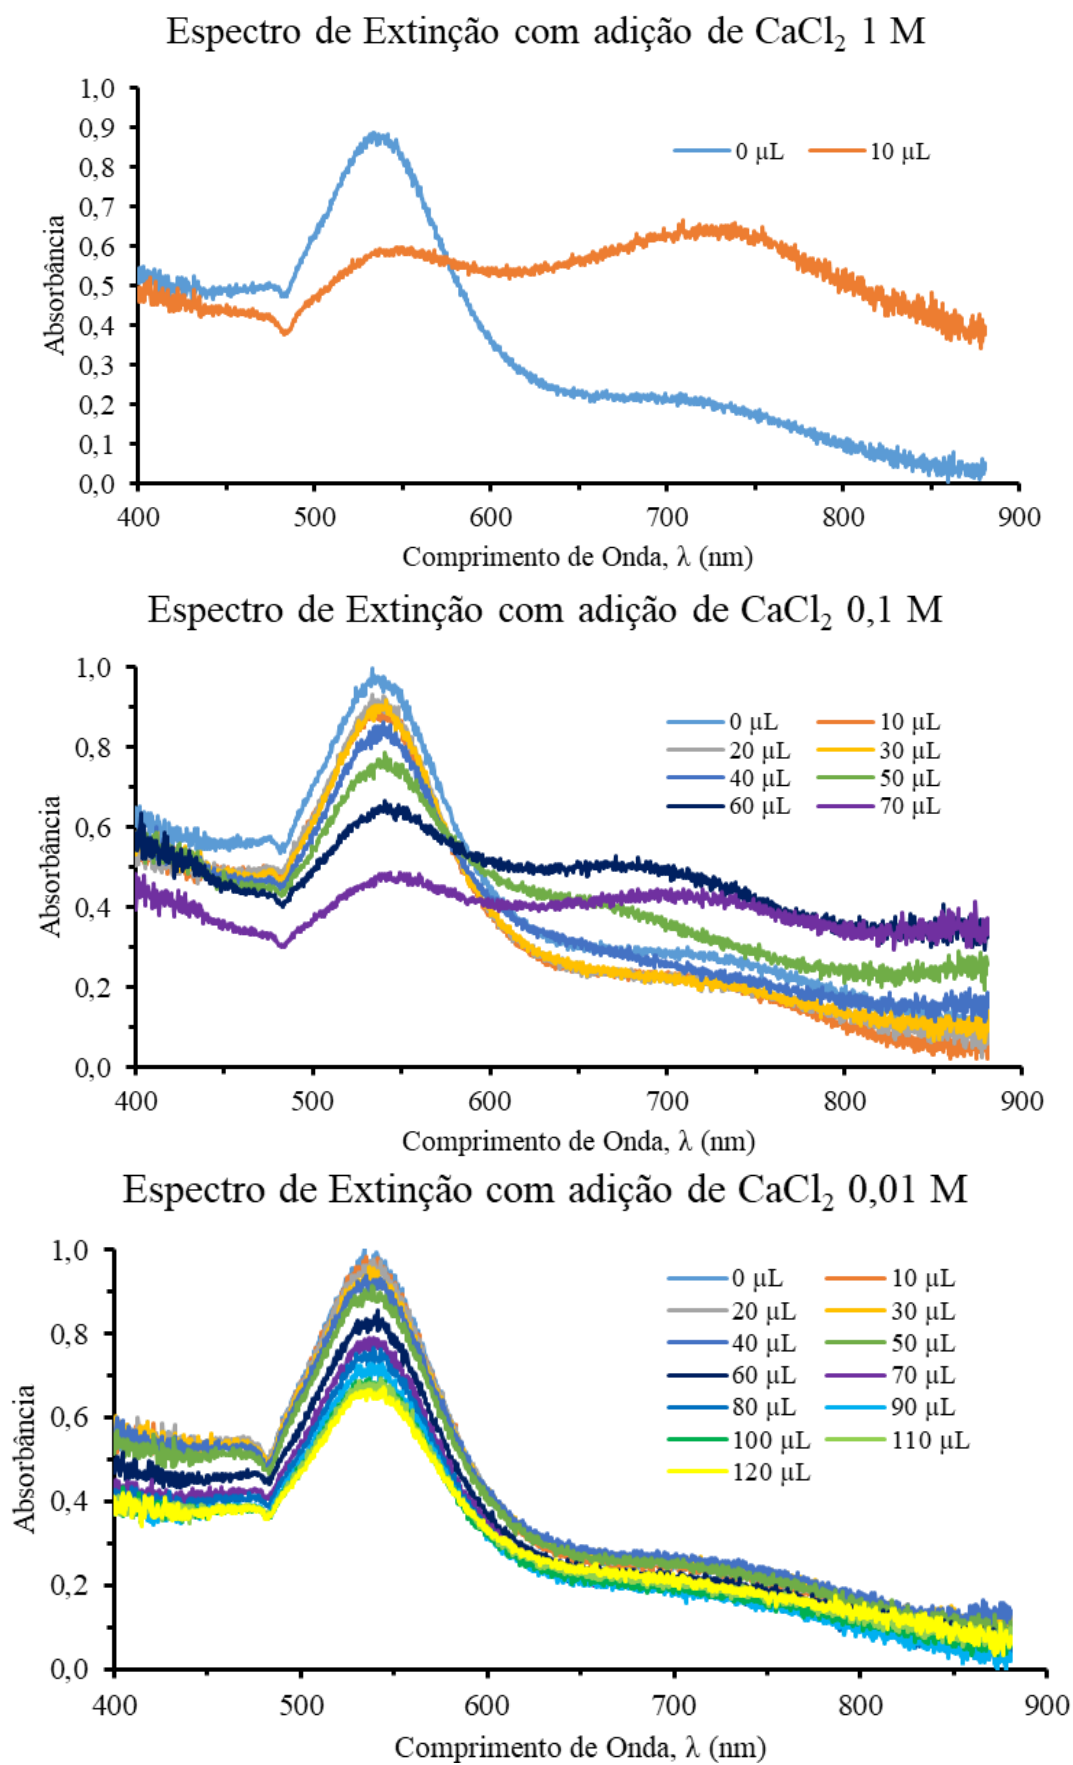 Espectro de Extinção com adição de CaCl₂ 1 M
1,0
0,9
0,8
0,7
0,6
0,5
0,4
0,3
0,2
0,1
0,0
Absorbância
0 µL 10 µL
400 500 600 700 800 900
Comprimento de Onda, λ (nm)
Espectro de Extinção com adição de CaCl₂ 0,1 M
1,0
0,8
0,6
0,4
0,2
0,0
Absorbância
0 µL 10 µL
20 µL 30 µL
40 µL 50 µL
60 µL 70 µL
400 500 600 700 800 900
Comprimento de Onda, λ (nm)
Espectro de Extinção com adição de CaCl₂ 0,01 M
1,0
0,8
0,6
0,4
0,2
0,0
Absorbância
0 µL 10 µL
20 µL 30 µL
40 µL 50 µL
60 µL 70 µL
80 µL 90 µL
100 µL 110 µL
120 µL
400 500 600 700 800 900
Comprimento de Onda, λ (nm)